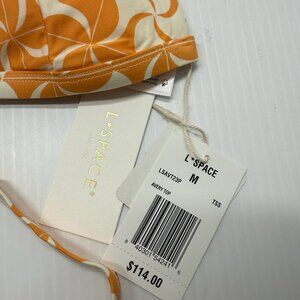 L*SPACE®
L*SPACE
M
LSAVT23P
AVERY TOP
TSS
$114.00